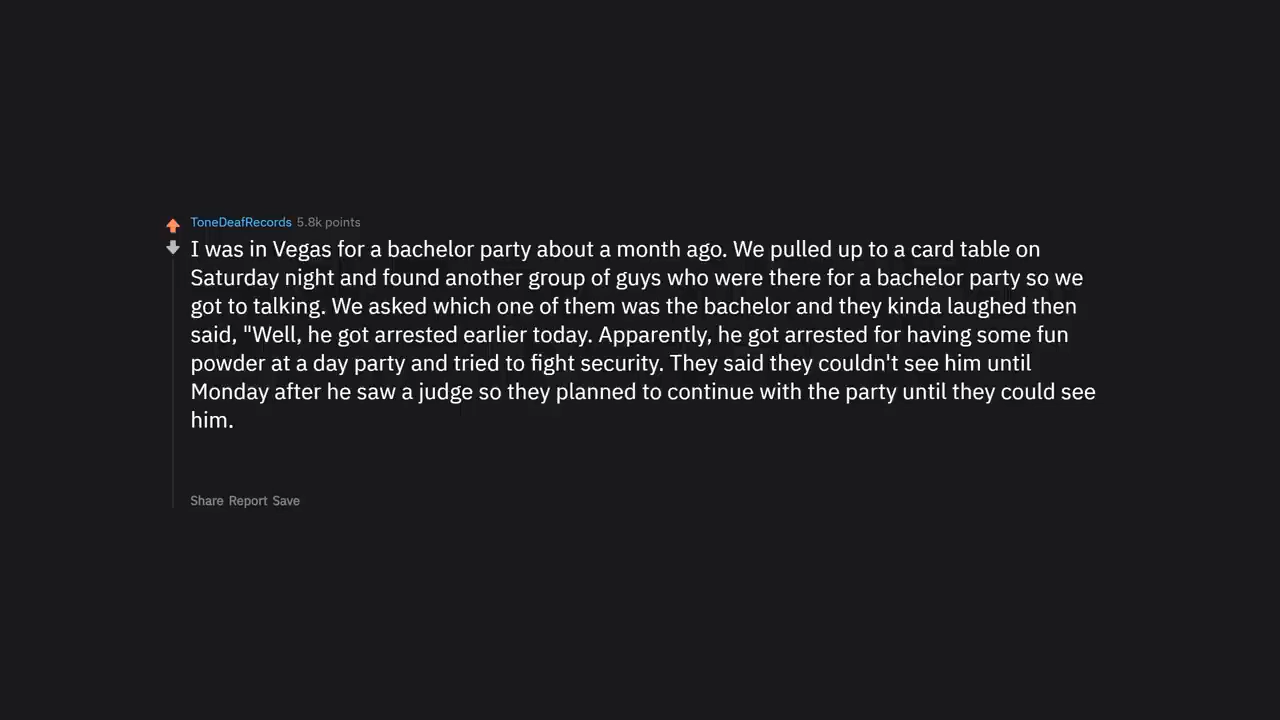 ToneDeafRecords 5.8k points
I was in Vegas for a bachelor party about a month ago. We pulled up to a card table on
Saturday night and found another group of guys who were there for a bachelor party so we
got to talking. We asked which one of them was the bachelor and they kinda laughed then
said, "Well, he got arrested earlier today. Apparently, he got arrested for having some fun
powder at a day party and tried to fight security. They said they couldn't see him until
Monday after he saw a judge so they planned to continue with the party until they could see
him.
Share Report Save